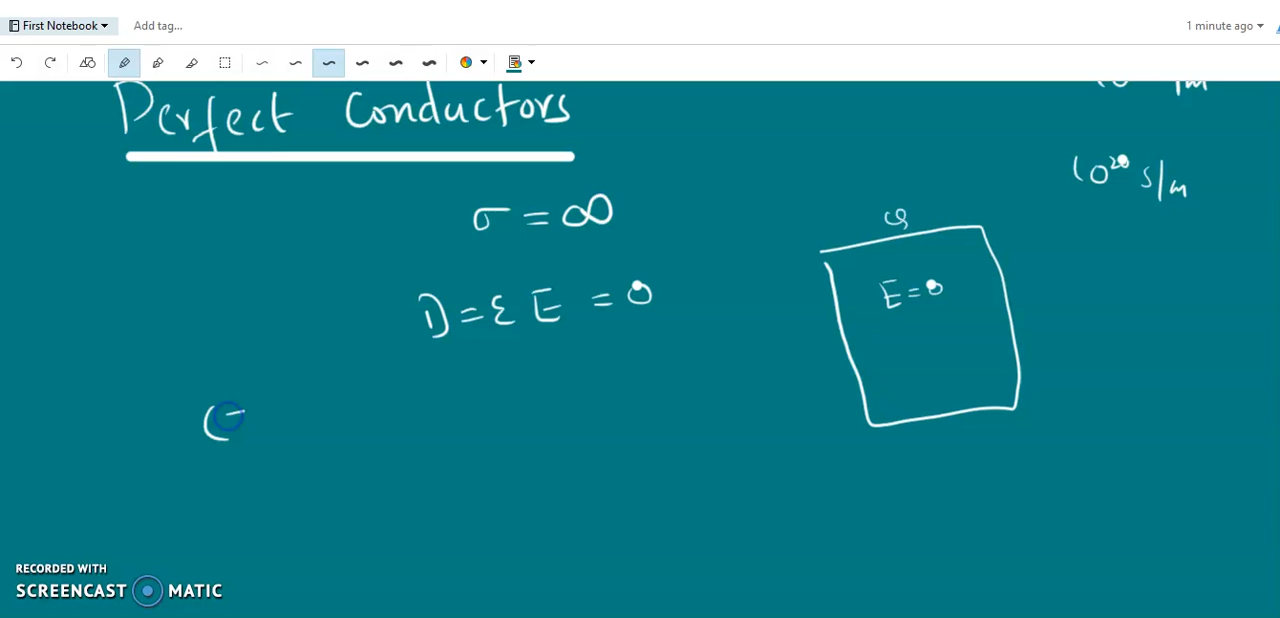 First Notebook Add tag... 1 minute ago
Perfect Conductors
10²⁰ S/m
σ = ∞
E = 0
D = ε E = 0
RECORDED WITH
SCREENCAST MATIC